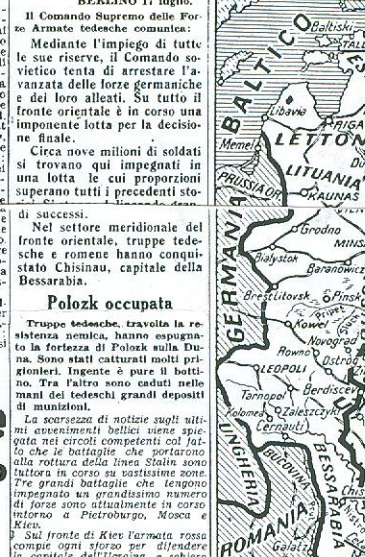 BERLINO 17 luglio.
Il Comando Supremo delle For-
ze Armate tedesche comunica:
Mediante l'impiego di tutte
le sue riserve, il Comando so-
vietico tenta di arrestare l'a-
vanzata delle forze germaniche
e dei loro alleati. Su tutto il
fronte orientale è in corso una
imponente lotta per la decisio-
ne finale.
Circa nove milioni di soldati
si trovano qui impegnati in
una lotta le cui proporzioni
superano tutti i precedenti sto-
di successi.
Nel settore meridionale del
fronte orientale, truppe tede-
sche e romene hanno conqui-
stato Chisinau, capitale della
Bessarabia.
Polozk occupata
Truppe tedesche, travolta la re-
sistenza nemica, hanno espugna-
to la fortezza di Polozk sulla Du-
na. Sono stati catturati molti pri-
gionieri. Ingente è pure il botti-
no. Tra l'altro sono caduti nelle
mani dei tedeschi grandi depositi
di munizioni.
La scarsezza di notizie sugli ulti-
mi avvenimenti bellici viene spie-
gata nei circoli competenti col fat-
to che le battaglie che portarono
alla rottura della linea Stalin sono
tuttora in corso su vastissime zone.
Tre grandi battaglie che tengono
impegnato un grandissimo numero
di forze sono attualmente in corso
intorno a Pietroburgo, Mosca e
Kiev.
Sul fronte di Kiev l'armata rossa
compie ogni sforzo per difendere
la capitale dell'Ucraina
Baltiski
BALTICO
Libavia
RIGA
LETTON
Memel
LITUANIA
PRUSSIA OR
KAUNAS
Grodno
MINS
Bialystok
Baranowic
GERMANIA
Brestlitovsk
Pinsk
Pripet
Kowel
Novograd
Rowno
Ostrog
LEOPOLI
Tarnopol
Berdiscev
Kolomea
Zaleszczyki
Cernauti
UNGHERIA
BUCOVINA
BESSARABIA
Chis
ROMANIA
Galatz